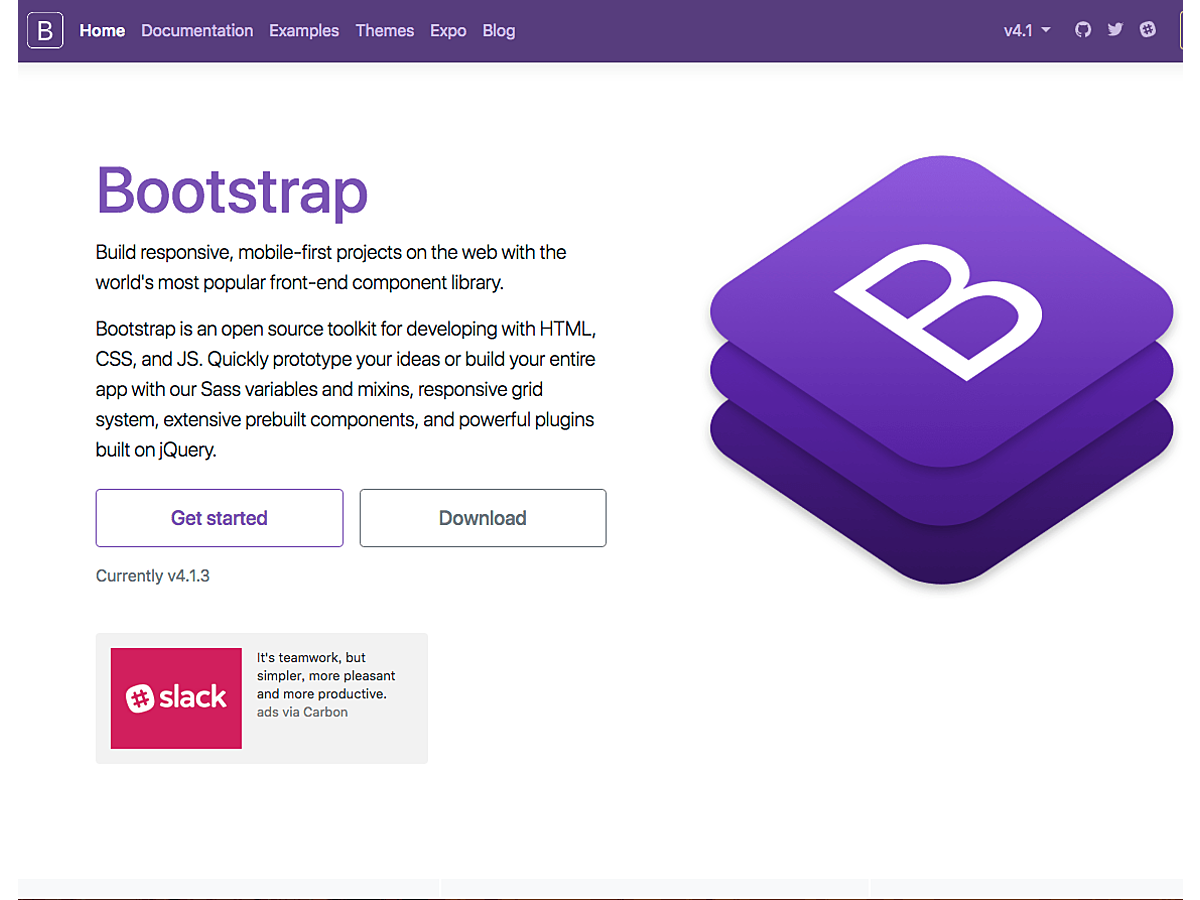 B Home Documentation Examples Themes Expo Blog v4.1
Bootstrap
Build responsive, mobile-first projects on the web with the
world's most popular front-end component library.
Bootstrap is an open source toolkit for developing with HTML,
CSS, and JS. Quickly prototype your ideas or build your entire
app with our Sass variables and mixins, responsive grid
system, extensive prebuilt components, and powerful plugins
built on jQuery.
Get started Download
Currently v4.1.3
slack
It's teamwork, but
simpler, more pleasant
and more productive.
ads via Carbon
B